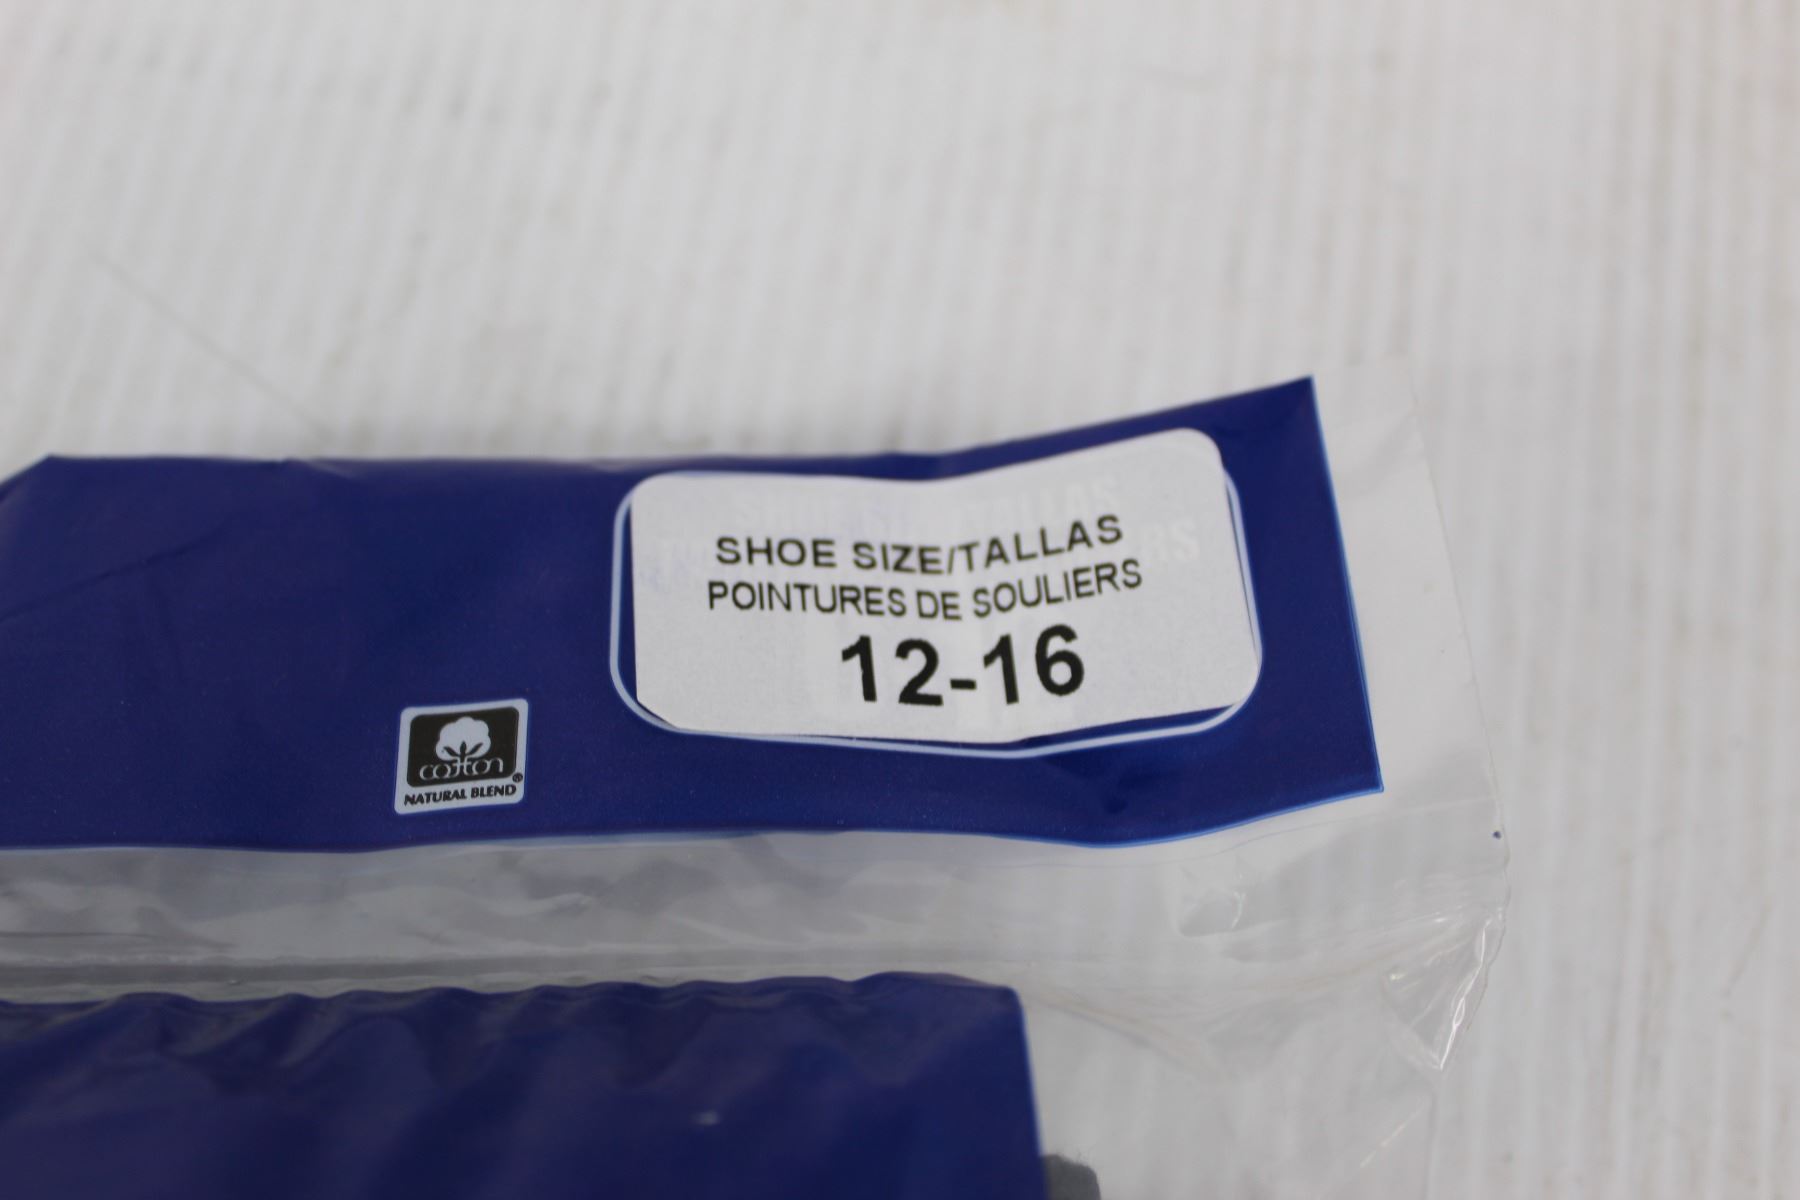 SHOE SIZE/TALLAS
POINTURES DE SOULIERS
12-16
cotton®
NATURAL BLEND